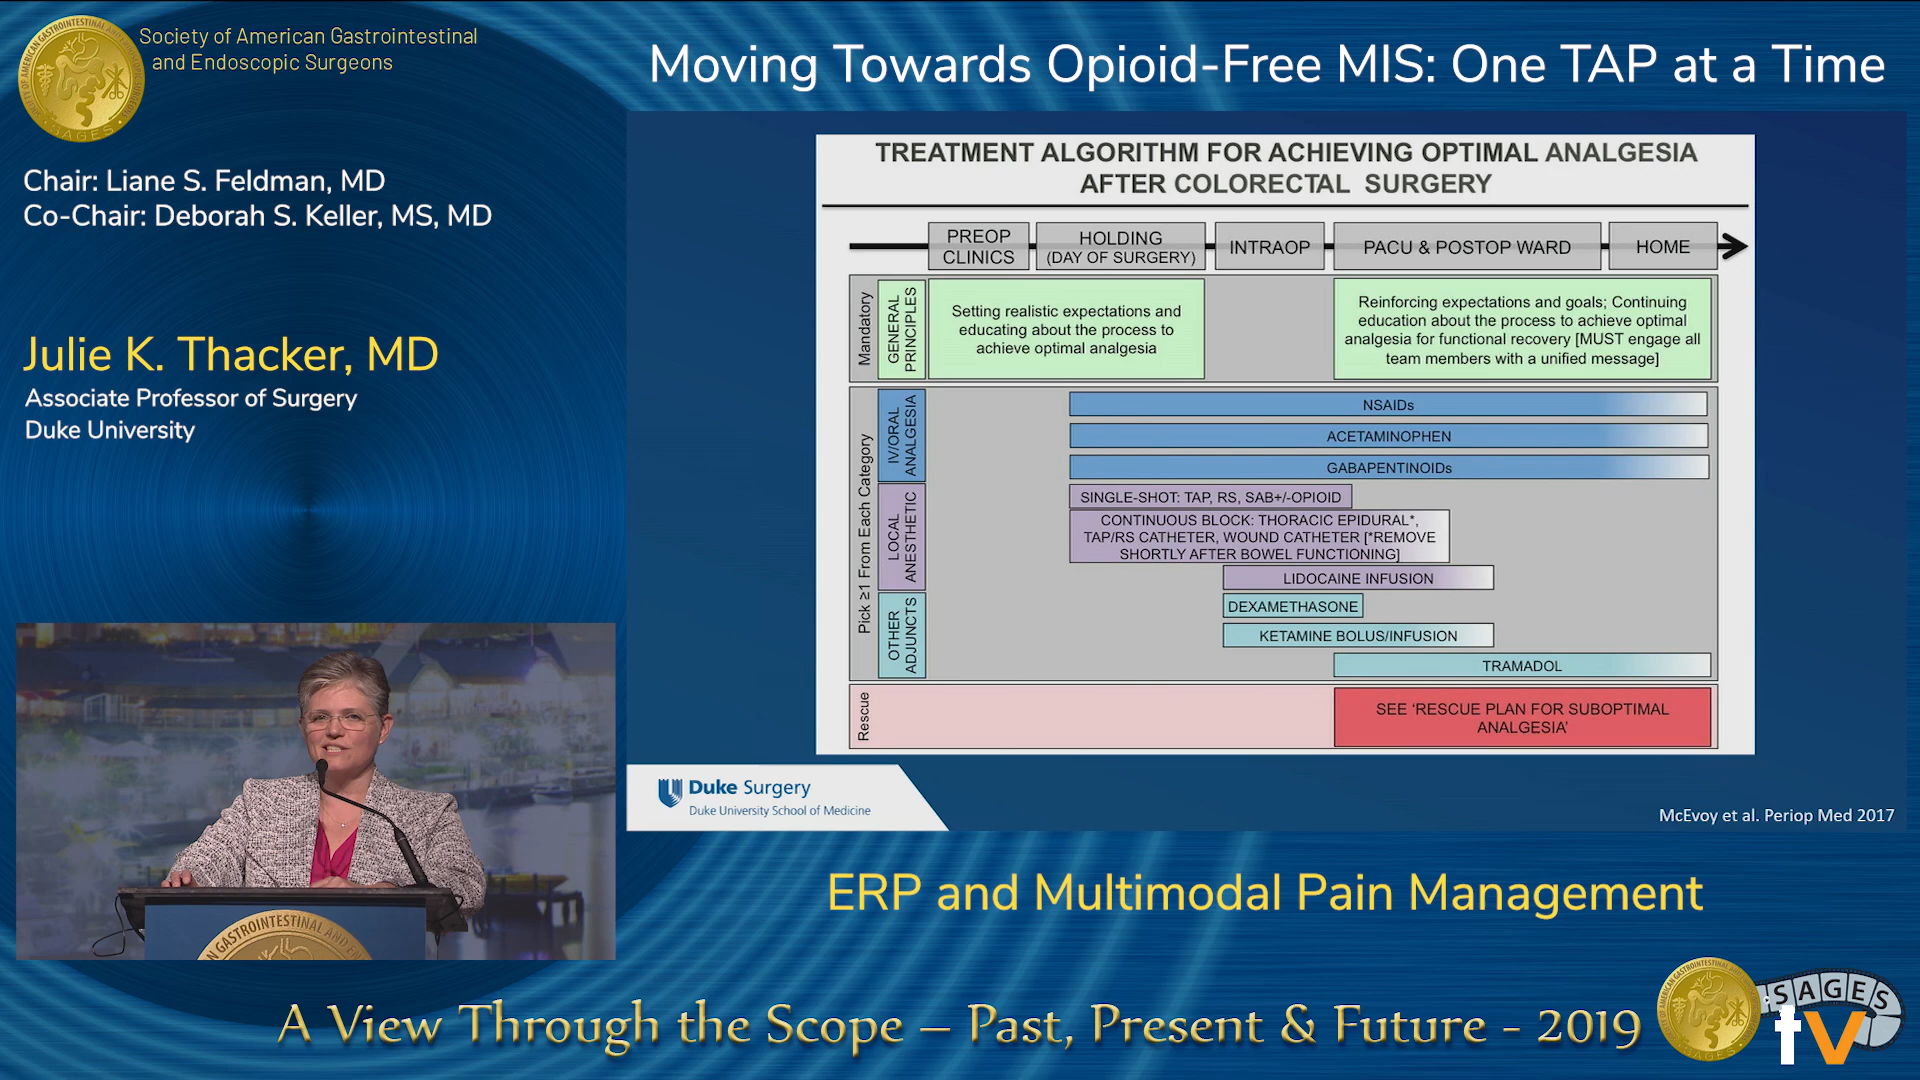 Society of American Gastrointestinal
and Endoscopic Surgeons
Moving Towards Opioid-Free MIS: One TAP at a Time
Chair: Liane S. Feldman, MD
Co-Chair: Deborah S. Keller, MS, MD
Julie K. Thacker, MD
Associate Professor of Surgery
Duke University
TREATMENT ALGORITHM FOR ACHIEVING OPTIMAL ANALGESIA
AFTER COLORECTAL SURGERY
PREOP
CLINICS
HOLDING
(DAY OF SURGERY)
INTRAOP
PACU & POSTOP WARD
HOME
Mandatory
GENERAL
PRINCIPLES
Setting realistic expectations and
educating about the process to
achieve optimal analgesia
Reinforcing expectations and goals; Continuing
education about the process to achieve optimal
analgesia for functional recovery [MUST engage all
team members with a unified message]
Pick ≥1 From Each Category
IV/ORAL
ANALGESIA
NSAIDs
ACETAMINOPHEN
GABAPENTINOIDs
LOCAL
ANESTHETIC
SINGLE-SHOT: TAP, RS, SAB+/-OPIOID
CONTINUOUS BLOCK: THORACIC EPIDURAL*,
TAP/RS CATHETER, WOUND CATHETER [*REMOVE
SHORTLY AFTER BOWEL FUNCTIONING]
LIDOCAINE INFUSION
OTHER
ADJUNCTS
DEXAMETHASONE
KETAMINE BOLUS/INFUSION
TRAMADOL
Rescue
SEE ‘RESCUE PLAN FOR SUBOPTIMAL
ANALGESIA’
Duke Surgery
Duke University School of Medicine
McEvoy et al. Periop Med 2017
ERP and Multimodal Pain Management
GASTROINTESTINAL AND
A View Through the Scope – Past, Present & Future - 2019
SAGES
tv